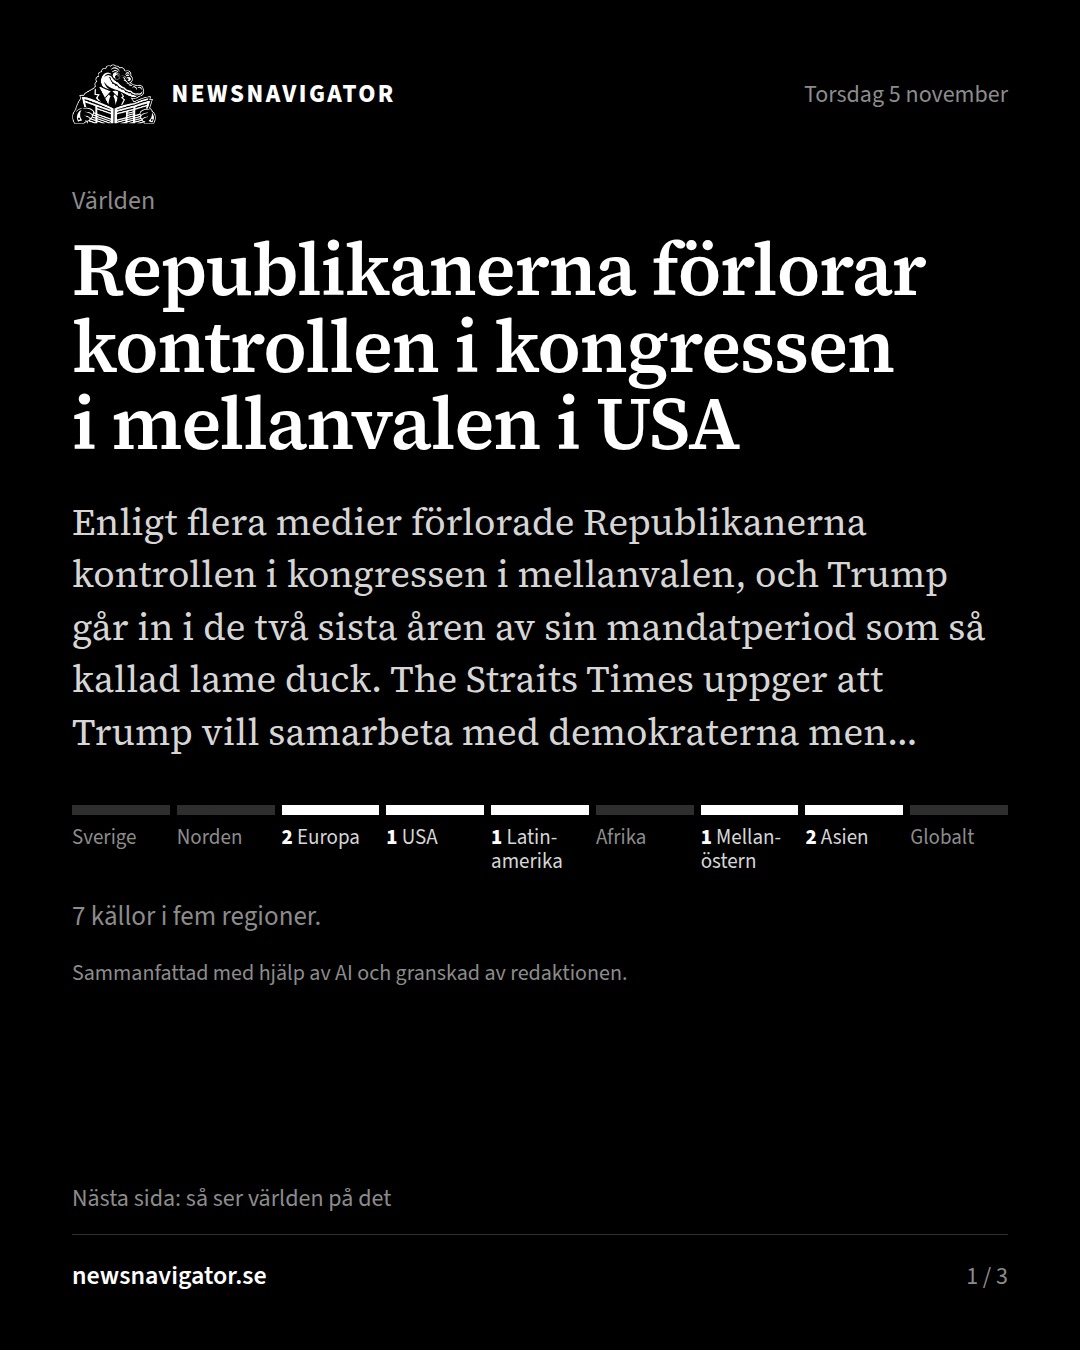 NEWSNAVIGATOR
Torsdag 5 november
Världen
Republikanerna förlorar
kontrollen i kongressen
i mellanvalen i USA
Enligt flera medier förlorade Republikanerna
kontrollen i kongressen i mellanvalen, och Trump
går in i de två sista åren av sin mandatperiod som så
kallad lame duck. The Straits Times uppger att
Trump vill samarbeta med demokraterna men...
Sverige
Norden
2 Europa
1 USA
1 Latin-
amerika
Afrika
1 Mellan-
östern
2 Asien
Globalt
7 källor i fem regioner.
Sammanfattad med hjälp av AI och granskad av redaktionen.
Nästa sida: så ser världen på det
newsnavigator.se
1 / 3